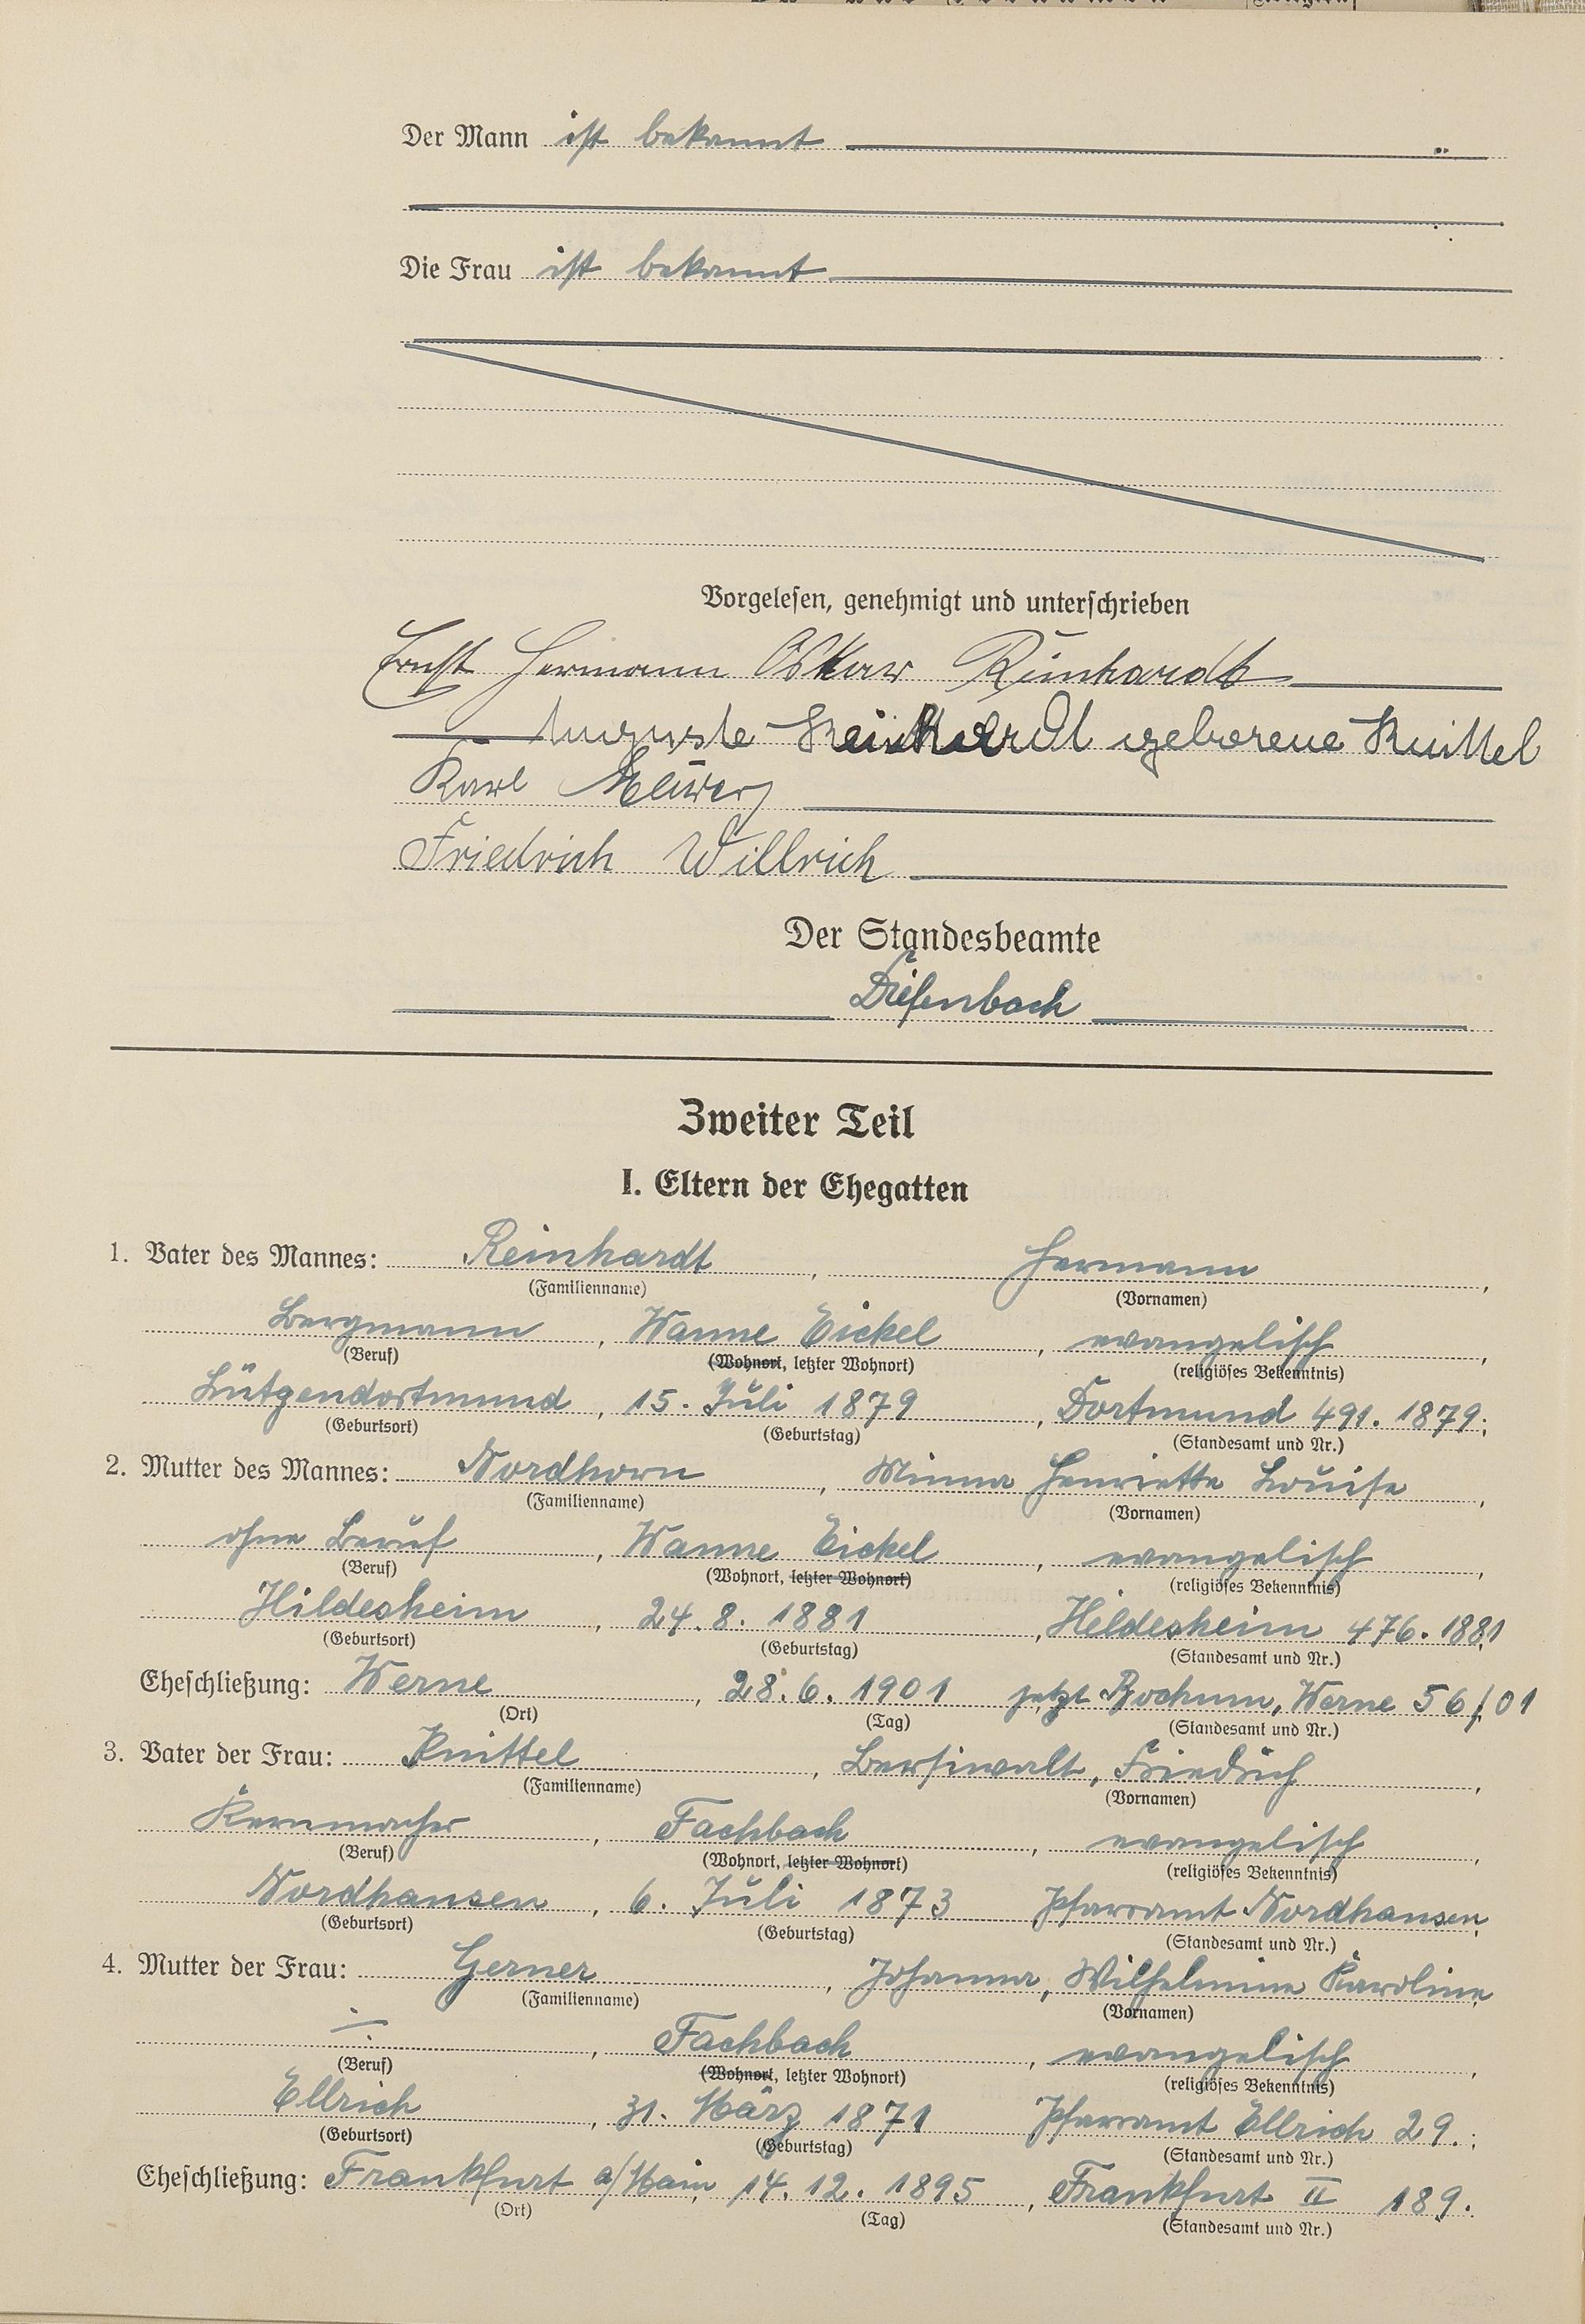 Der Mann ist bekannt
Die Frau ist bekannt
Vorgelesen, genehmigt und unterschrieben
Ernst Hermann Oskar Reinhardt
Auguste Reinhardt geborene Knittel
Karl
Friedrich Willrich
Der Standesbeamte
Diefenbach
Zweiter Teil
I. Eltern der Ehegatten
1. Vater des Mannes: Reinhardt, Hermann,
(Familienname) (Vornamen)
Bergmann, Wanne Eickel, evangelisch,
(Beruf) (Wohnort, letzter Wohnort) (religiöses Bekenntnis)
Lütgendortmund, 15. Juli 1879, Dortmund 491. 1879;
(Geburtsort) (Geburtstag) (Standesamt und Nr.)
2. Mutter des Mannes: Nordhorn, Minna Henriette Louise,
(Familienname) (Vornamen)
ohne Beruf, Wanne Eickel, evangelisch,
(Beruf) (Wohnort, letzter Wohnort) (religiöses Bekenntnis)
Hildesheim, 24. 8. 1881, Hildesheim 476. 1881
(Geburtsort) (Geburtstag) (Standesamt und Nr.)
Eheschließung: Werne, 28. 6. 1901 jetzt Bochum, Werne 56/01
(Ort) (Tag) (Standesamt und Nr.)
3. Vater der Frau: Knittel, Friedrich,
(Familienname) (Vornamen)
Kernmacher, Fachbach, evangelisch,
(Beruf) (Wohnort, letzter Wohnort) (religiöses Bekenntnis)
Nordhausen, 6. Juli 1873 Pfarramt Nordhausen,
(Geburtsort) (Geburtstag) (Standesamt und Nr.)
4. Mutter der Frau: Gerner, Johanna, Wilhelmine Karoline,
(Familienname) (Vornamen)
—, Fachbach, evangelisch,
(Beruf) (Wohnort, letzter Wohnort) (religiöses Bekenntnis)
Ellrich, 31. März 1871 Pfarramt Ellrich 29.;
(Geburtsort) (Geburtstag) (Standesamt und Nr.)
Eheschließung: Frankfurt a/Main, 14. 12. 1895, Frankfurt II 189.
(Ort) (Tag) (Standesamt und Nr.)